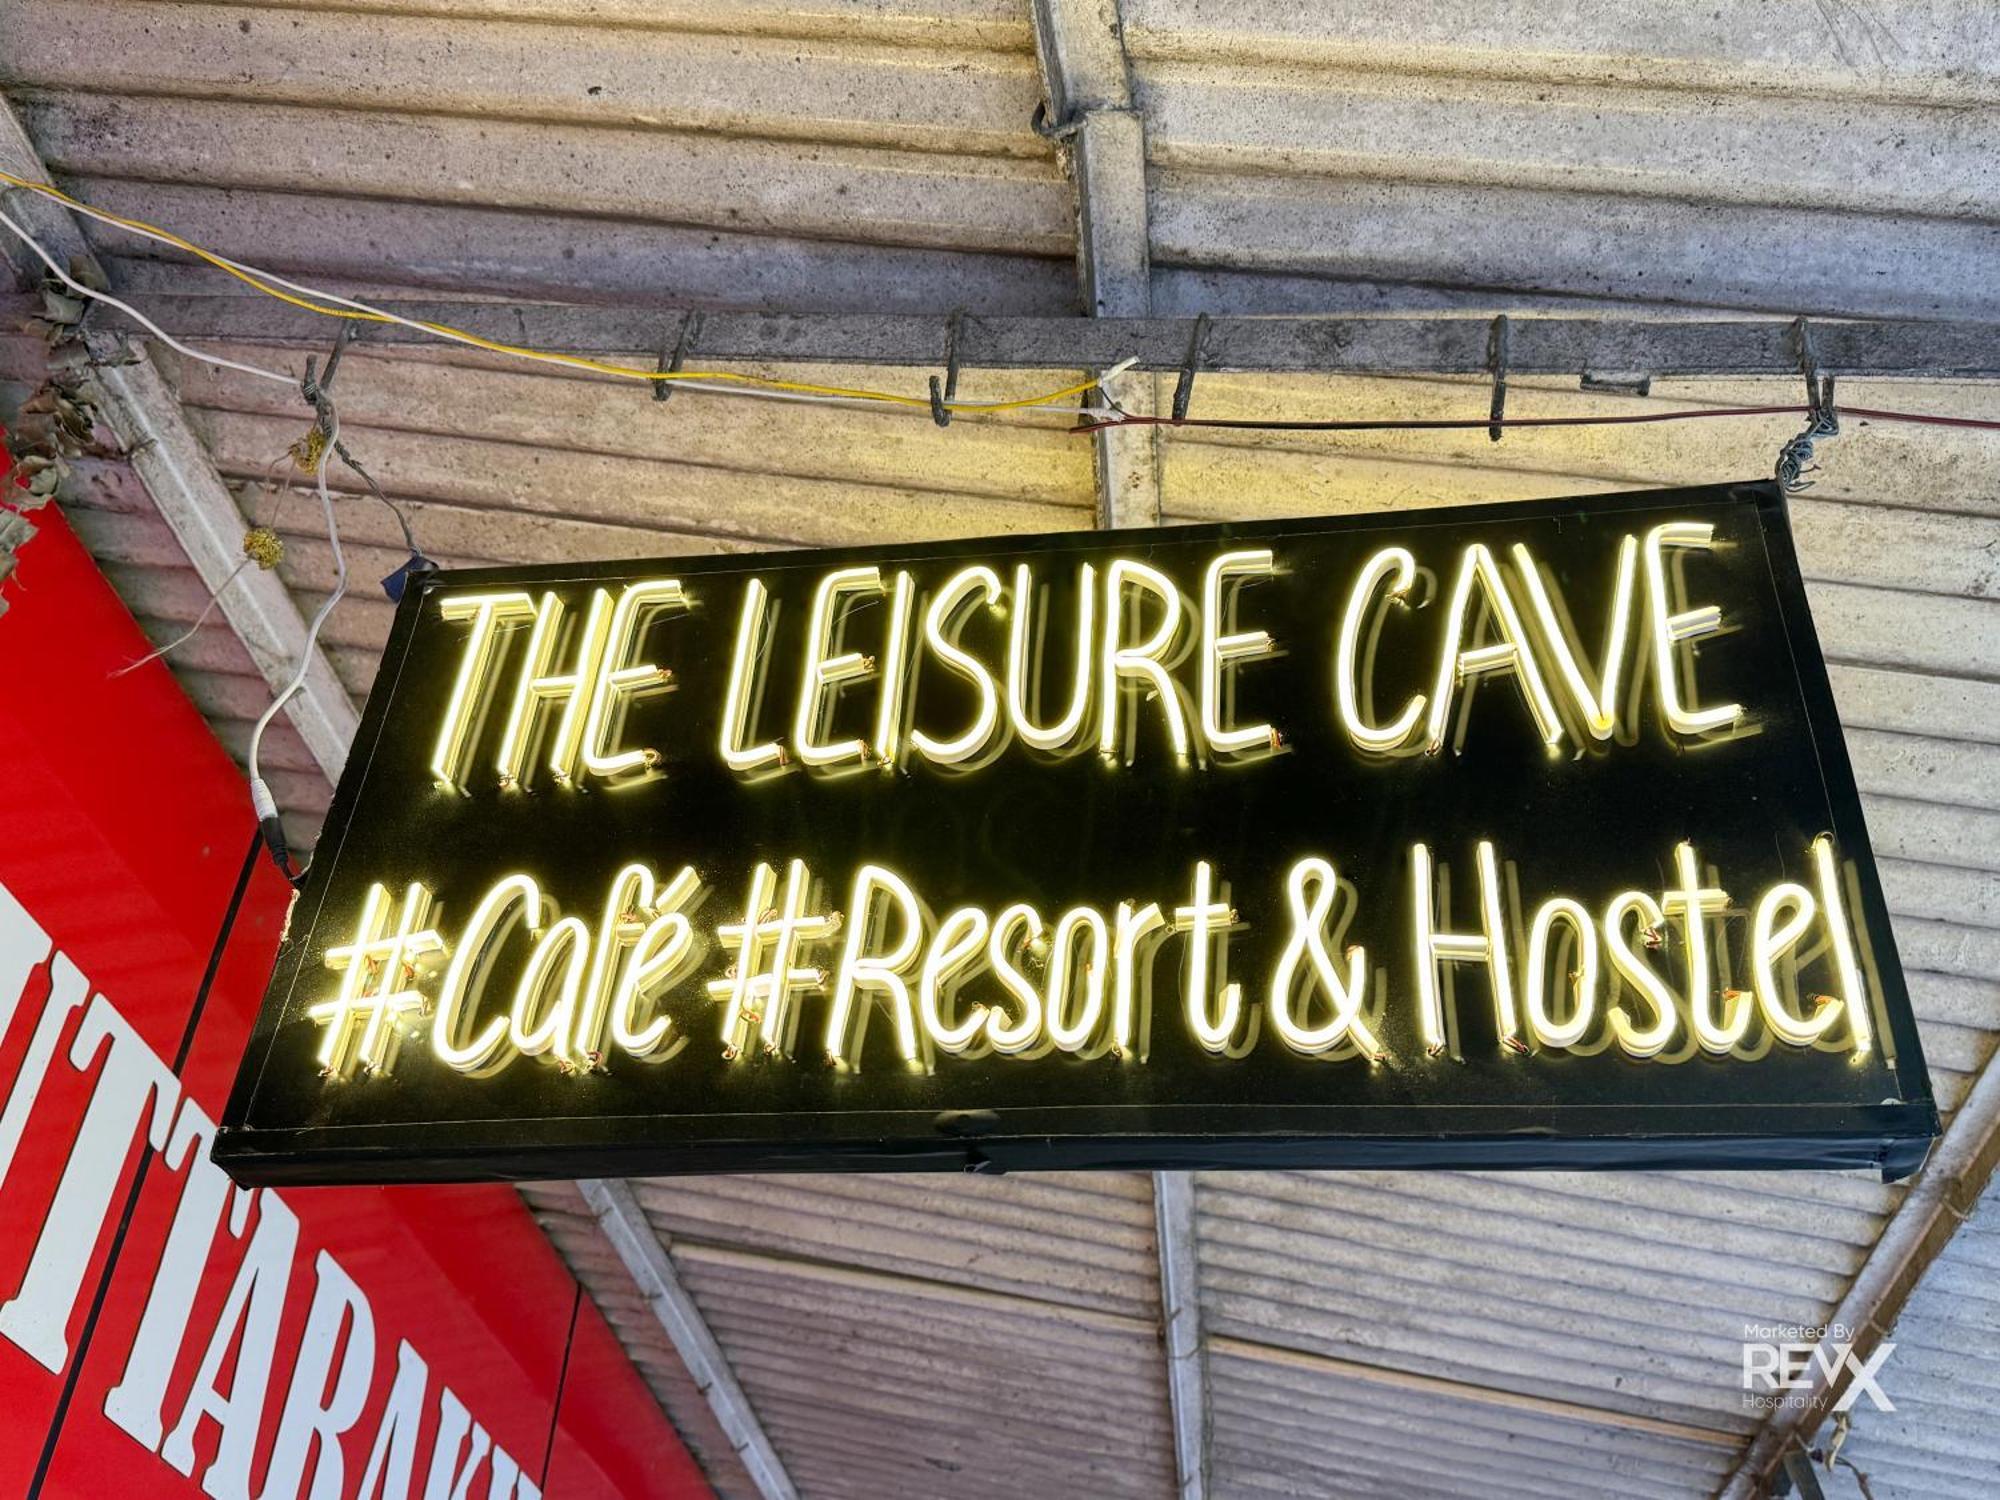 THE LEISURE CAVE
#Café #Resort & Hostel
Marketed By
REVX
Hospitality